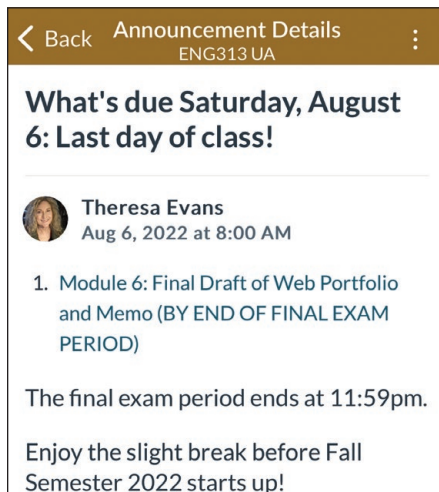 Back
Announcement Details
ENG313 UA
What's due Saturday, August
6: Last day of class!
Theresa Evans
Aug 6, 2022 at 8:00 AM
1. Module 6: Final Draft of Web Portfolio
and Memo (BY END OF FINAL EXAM
PERIOD)
The final exam period ends at 11:59pm.
Enjoy the slight break before Fall
Semester 2022 starts up!